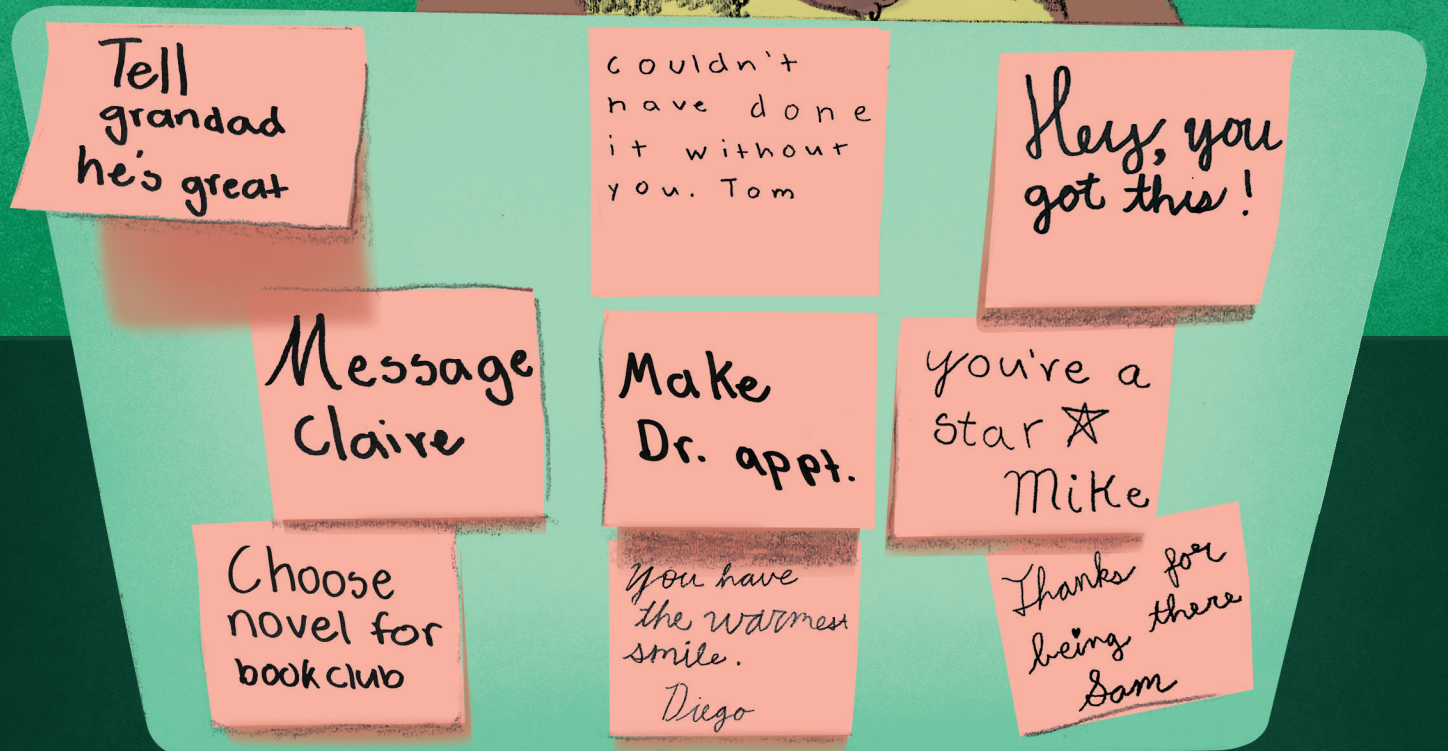 Tell
grandad
he's great
couldn't
have done
it without
you. Tom
Hey, you
got this!
Message
Claire
Make
Dr. appt.
you're a
star ☆
Mike
Choose
novel for
book club
You have
the warmest
smile.
Diego
Thanks for
being there
Sam